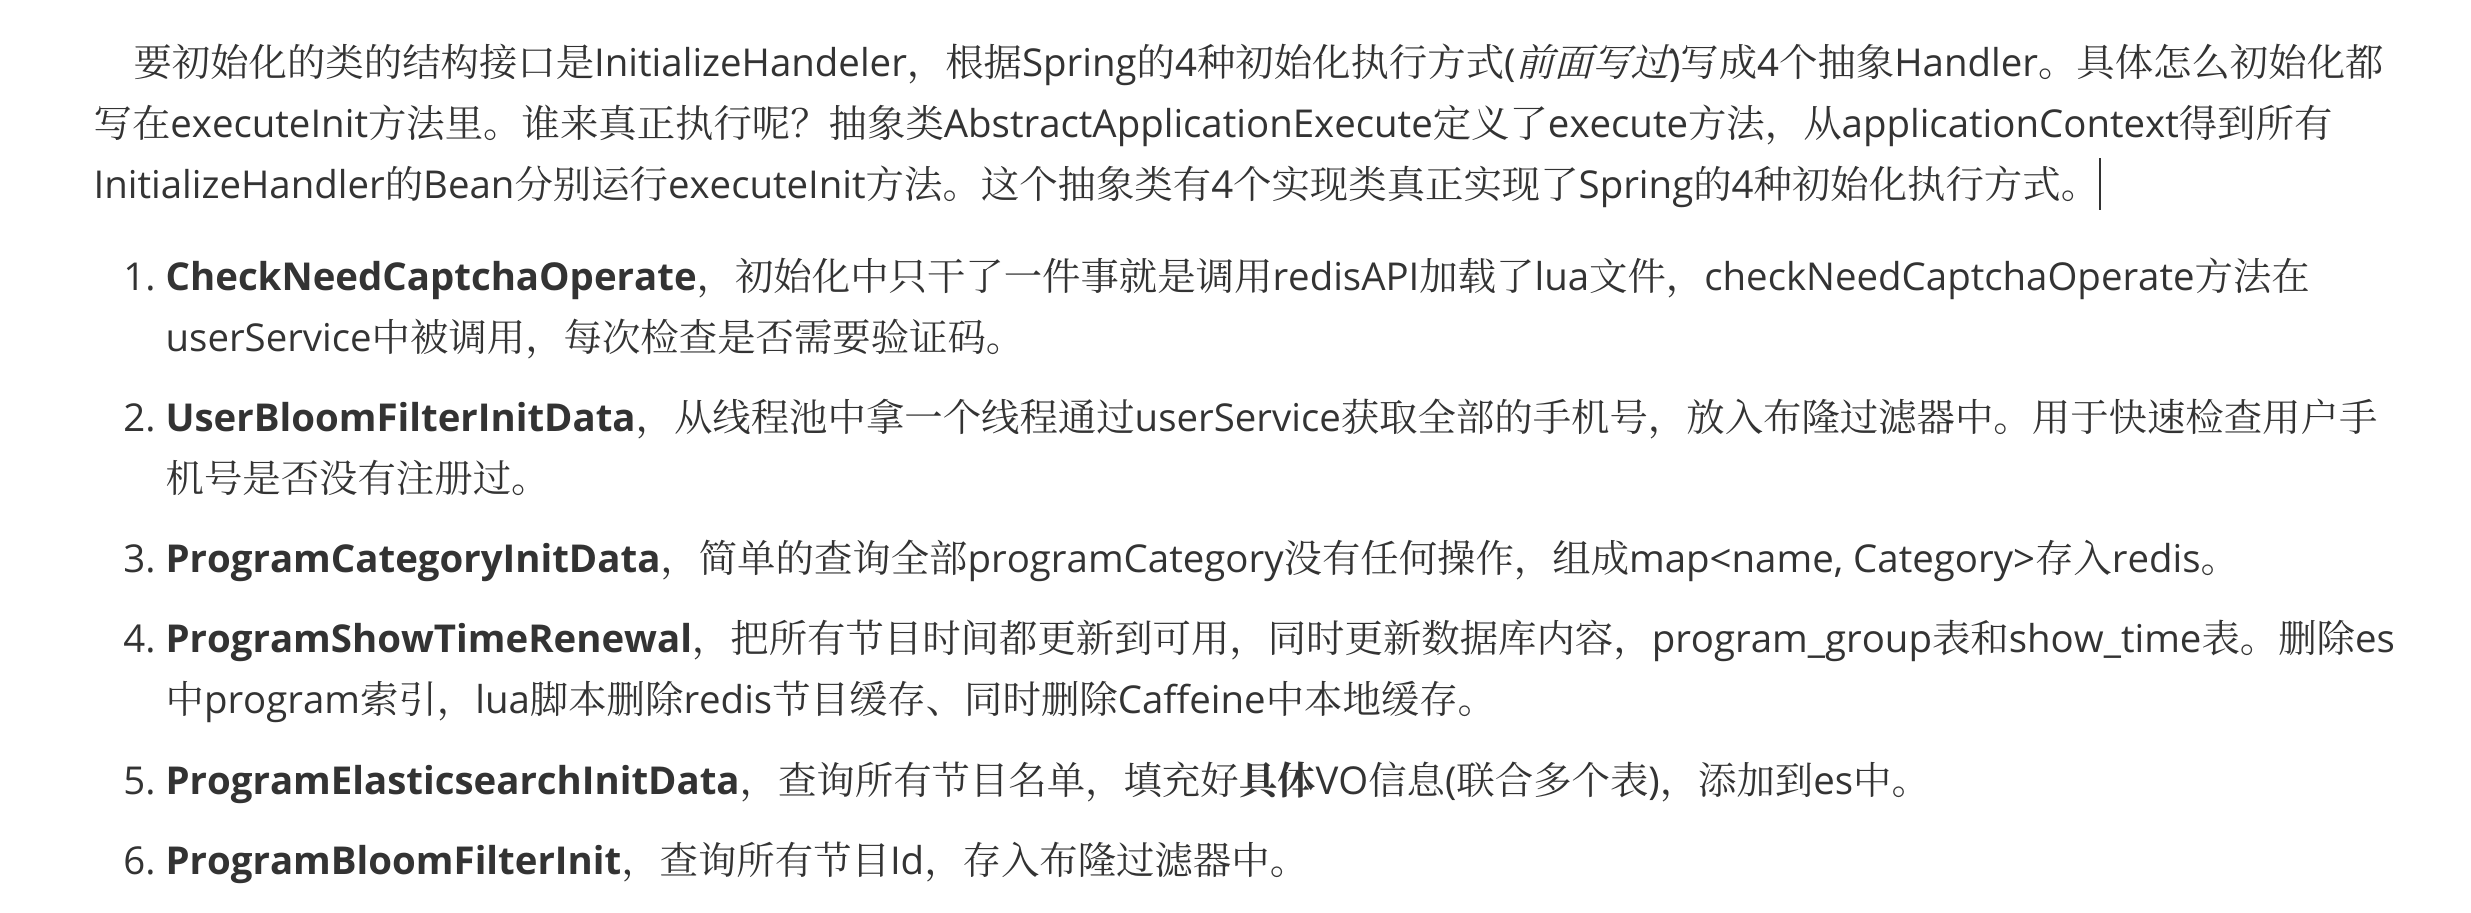 要初始化的类的结构接口是InitializeHandeler，根据Spring的4种初始化执行方式(前面写过)写成4个抽象Handler。具体怎么初始化都
写在executeInit方法里。谁来真正执行呢？抽象类AbstractApplicationExecute定义了execute方法，从applicationContext得到所有
InitializeHandler的Bean分别运行executeInit方法。这个抽象类有4个实现类真正实现了Spring的4种初始化执行方式。
1. CheckNeedCaptchaOperate，初始化中只干了一件事就是调用redisAPI加载了lua文件，checkNeedCaptchaOperate方法在
userService中被调用，每次检查是否需要验证码。
2. UserBloomFilterInitData，从线程池中拿一个线程通过userService获取全部的手机号，放入布隆过滤器中。用于快速检查用户手
机号是否没有注册过。
3. ProgramCategoryInitData，简单的查询全部programCategory没有任何操作，组成map<name, Category>存入redis。
4. ProgramShowTimeRenewal，把所有节目时间都更新到可用，同时更新数据库内容，program_group表和show_time表。删除es
中program索引，lua脚本删除redis节目缓存、同时删除Caffeine中本地缓存。
5. ProgramElasticsearchInitData，查询所有节目名单，填充好具体VO信息(联合多个表)，添加到es中。
6. ProgramBloomFilterInit，查询所有节目Id，存入布隆过滤器中。